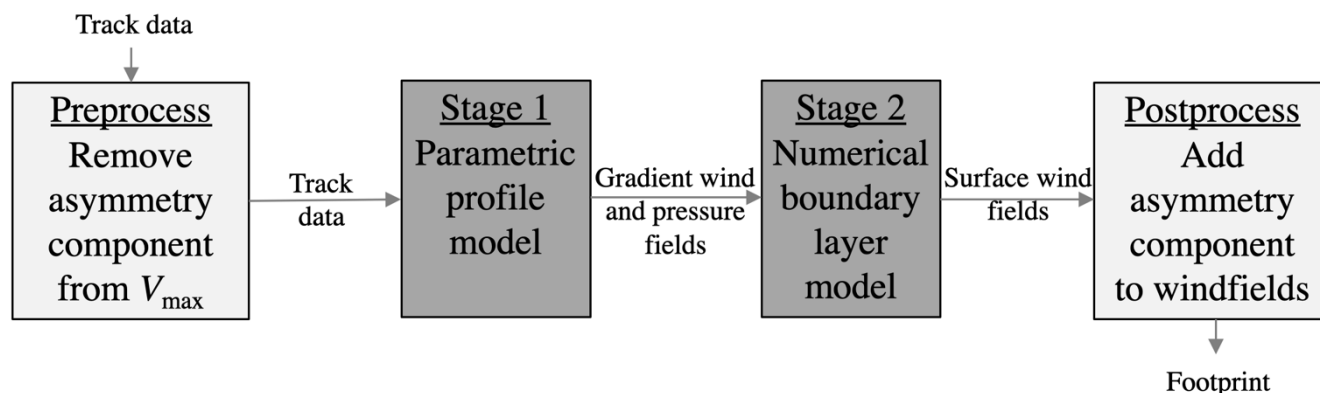 Track data
Preprocess
Remove
asymmetry
component
from Vmax
Track
data
Stage 1
Parametric
profile
model
Gradient wind
and pressure
fields
Stage 2
Numerical
boundary
layer
model
Surface wind
fields
Postprocess
Add
asymmetry
component
to windfields
Footprint